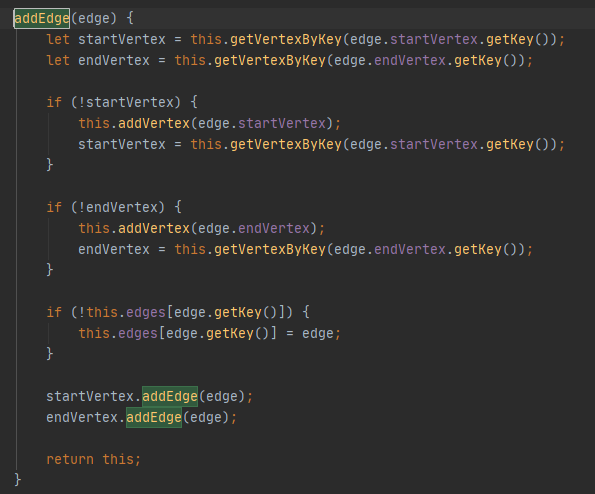 addEdge(edge) {
    let startVertex = this.getVertexByKey(edge.startVertex.getKey());
    let endVertex = this.getVertexByKey(edge.endVertex.getKey());

    if (!startVertex) {
        this.addVertex(edge.startVertex);
        startVertex = this.getVertexByKey(edge.startVertex.getKey());
    }

    if (!endVertex) {
        this.addVertex(edge.endVertex);
        endVertex = this.getVertexByKey(edge.endVertex.getKey());
    }

    if (!this.edges[edge.getKey()]) {
        this.edges[edge.getKey()] = edge;
    }

    startVertex.addEdge(edge);
    endVertex.addEdge(edge);

    return this;
}